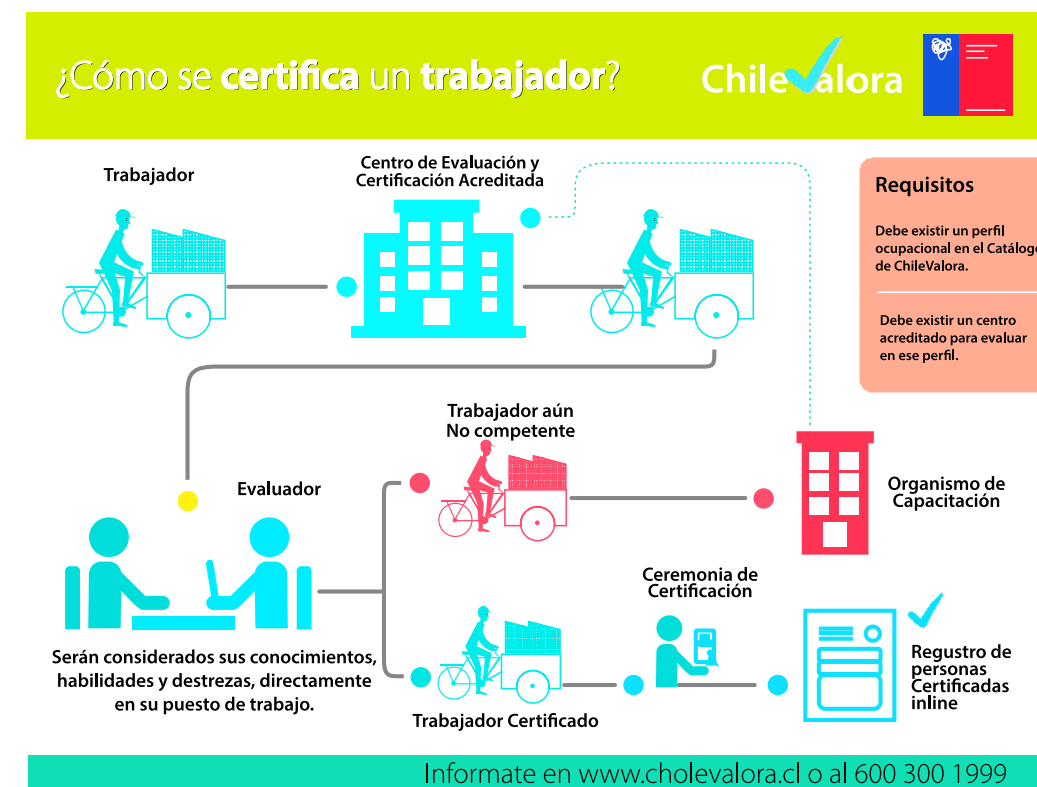 ¿Cómo se certifica un trabajador?
Chile Valora
Trabajador
Centro de Evaluación y
Certificación Acreditada
Requisitos
Debe existir un perfil
ocupacional en el Catálogo
de ChileValora.
Debe existir un centro
acreditado para evaluar
en ese perfil.
Trabajador aún
No competente
Evaluador
Organismo de
Capacitación
Ceremonia de
Certificación
Serán considerados sus conocimientos,
habilidades y destrezas, directamente
en su puesto de trabajo.
Trabajador Certificado
Regustro de
personas
Certificadas
inline
Informate en www.cholevalora.cl o al 600 300 1999